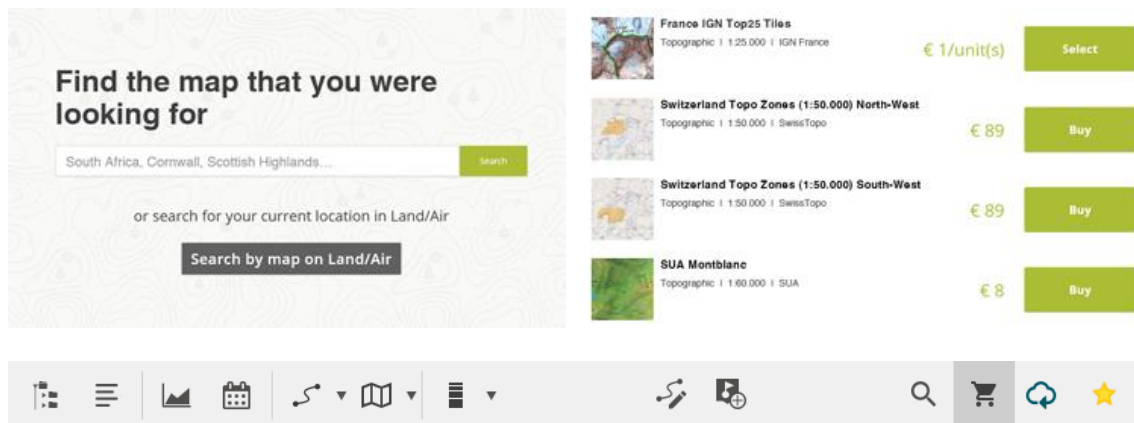 Find the map that you were
looking for
South Africa, Cornwall, Scottish Highlands...
Search
or search for your current location in Land/Air
Search by map on Land/Air
France IGN Top25 Tiles
Topographic | 1:25.000 | IGN France
€ 1/unit(s)
Select
Switzerland Topo Zones (1:50.000) North-West
Topographic | 1:50.000 | SwissTopo
€ 89
Buy
Switzerland Topo Zones (1:50.000) South-West
Topographic | 1:50.000 | SwissTopo
€ 89
Buy
SUA Montblanc
Topographic | 1:60.000 | SUA
€ 8
Buy